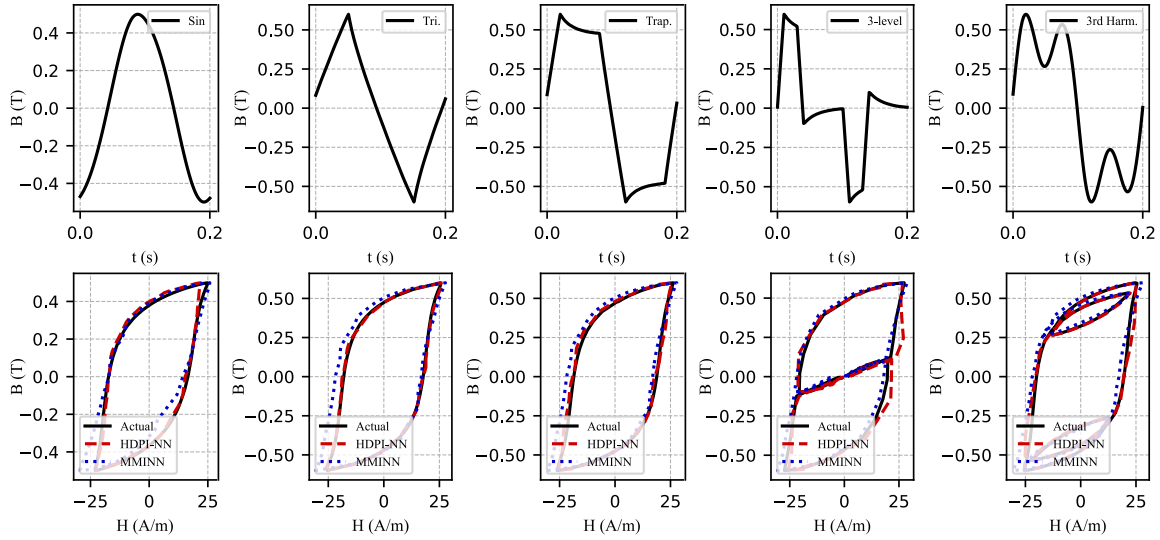 Sin
B (T)
0.4
0.2
0.0
−0.2
−0.4
0.0
0.2
t (s)
Tri.
B (T)
0.50
0.25
0.00
−0.25
−0.50
0.0
0.2
t (s)
Trap.
B (T)
0.50
0.25
0.00
−0.25
−0.50
0.0
0.2
t (s)
3-level
B (T)
0.50
0.25
0.00
−0.25
−0.50
0.0
0.2
t (s)
3rd Harm.
B (T)
0.50
0.25
0.00
−0.25
−0.50
0.0
0.2
t (s)
B (T)
0.4
0.2
0.0
−0.2
−0.4
Actual
HDPI-NN
MMINN
−25
0
25
H (A/m)
B (T)
0.50
0.25
0.00
−0.25
−0.50
Actual
HDPI-NN
MMINN
−25
0
25
H (A/m)
B (T)
0.50
0.25
0.00
−0.25
−0.50
Actual
HDPI-NN
MMINN
−25
0
25
H (A/m)
B (T)
0.50
0.25
0.00
−0.25
−0.50
Actual
HDPI-NN
MMINN
−25
0
25
H (A/m)
B (T)
0.50
0.25
0.00
−0.25
−0.50
Actual
HDPI-NN
MMINN
−25
0
25
H (A/m)